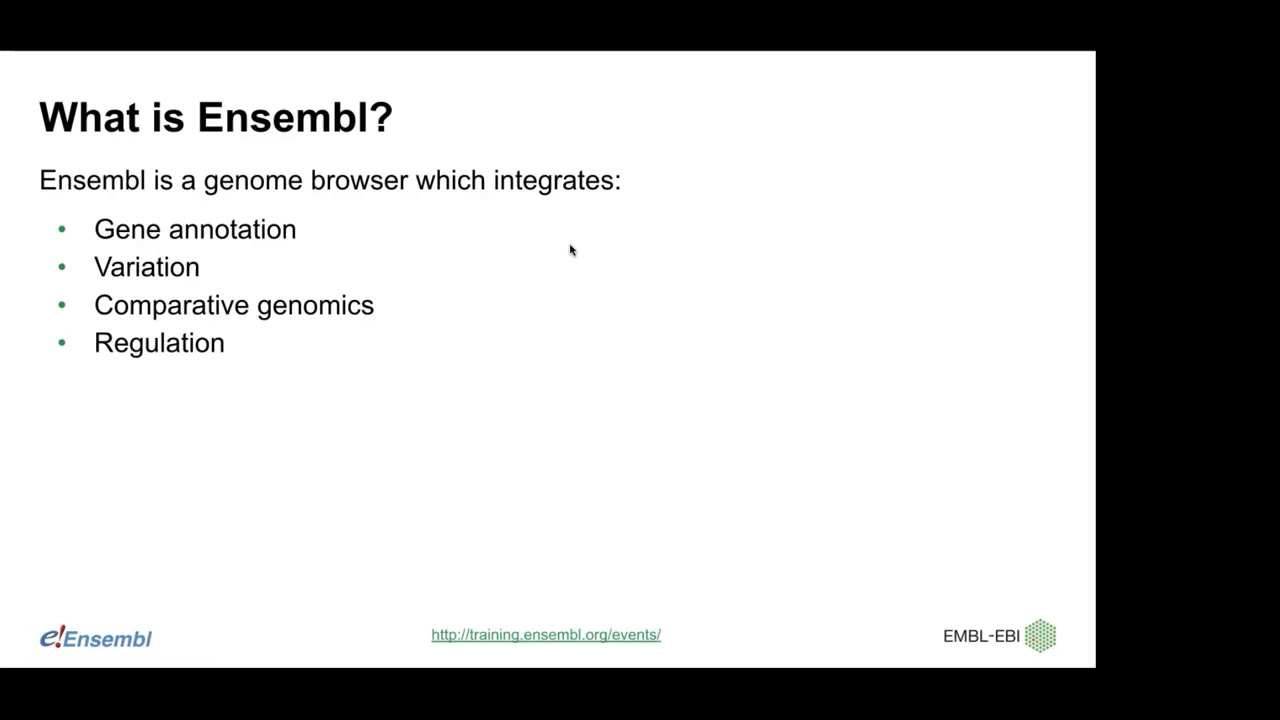 What is Ensembl?
Ensembl is a genome browser which integrates:
• Gene annotation
• Variation
• Comparative genomics
• Regulation
e!Ensembl
http://training.ensembl.org/events/
EMBL-EBI